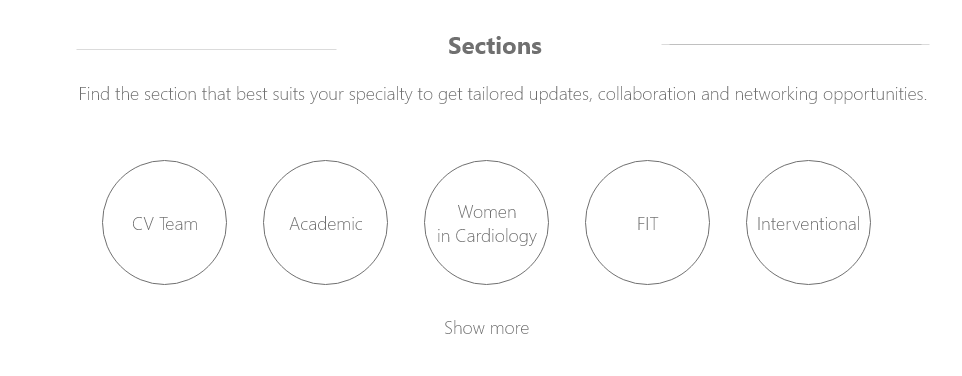 Sections
Find the section that best suits your specialty to get tailored updates, collaboration and networking opportunities.
CV Team
Academic
Women
in Cardiology
FIT
Interventional
Show more